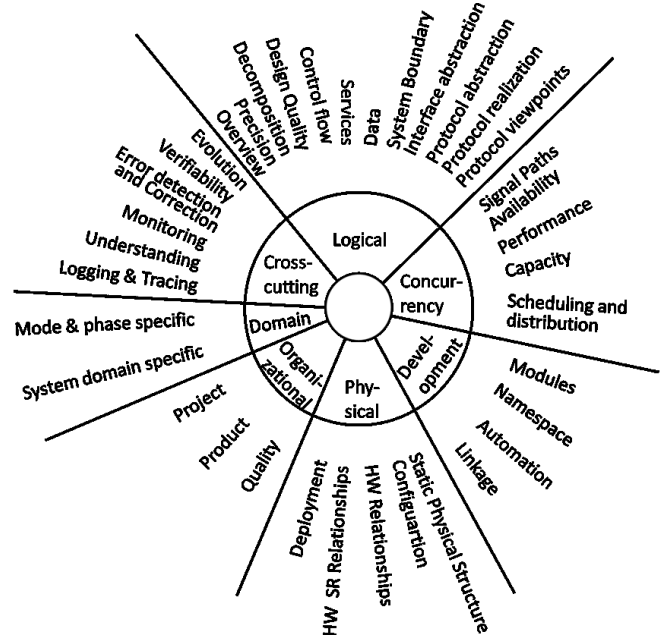 Logical
Overview
Precision
Decomposition
Design Quality
Control flow
Services
Data
System Boundary
Interface abstraction
Protocol abstraction
Protocol realization
Protocol viewpoints
Concur-
rency
Signal Paths
Availability
Performance
Capacity
Scheduling and
distribution
Devel-
opment
Modules
Namespace
Automation
Linkage
Phy-
sical
Static Physical Structure
Configuartion
HW Relationships
HW SR Relationships
Deployment
Organi-
zational
Quality
Product
Project
Domain
System domain specific
Mode & phase specific
Cross-
cutting
Logging & Tracing
Understanding
Monitoring
Error detection
and Correction
Verifiability
Evolution